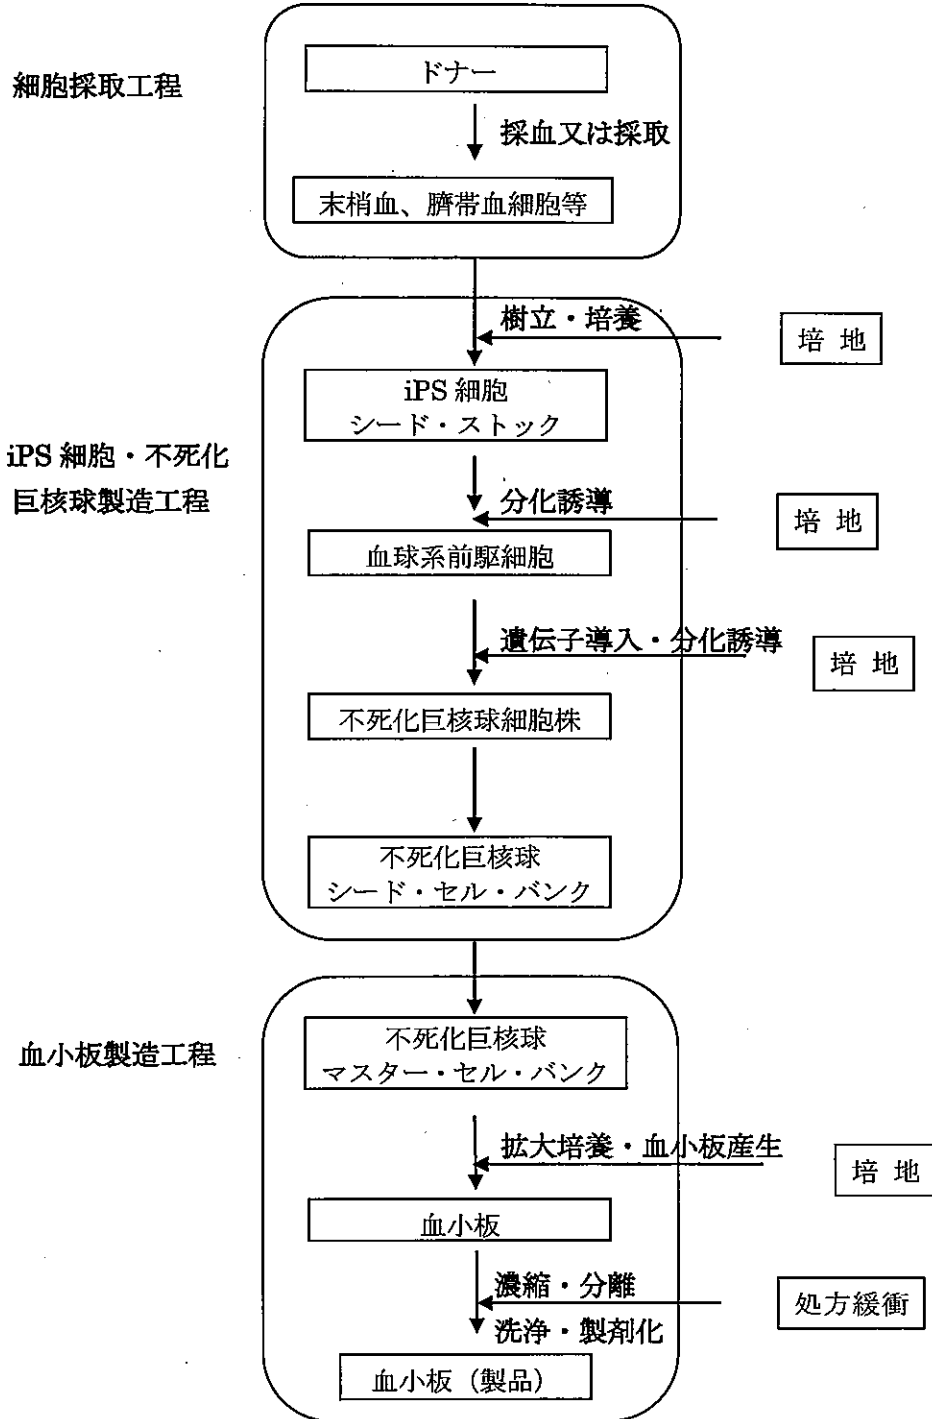 細胞採取工程
ドナー
採血又は採取
末梢血、臍帯血細胞等
樹立・培養
培 地
iPS 細胞
シード・ストック
iPS 細胞・不死化
巨核球製造工程
分化誘導
培 地
血球系前駆細胞
遺伝子導入・分化誘導
培 地
不死化巨核球細胞株
不死化巨核球
シード・セル・バンク
血小板製造工程
不死化巨核球
マスター・セル・バンク
拡大培養・血小板産生
培 地
血小板
濃縮・分離
処方緩衝
洗浄・製剤化
血小板（製品）